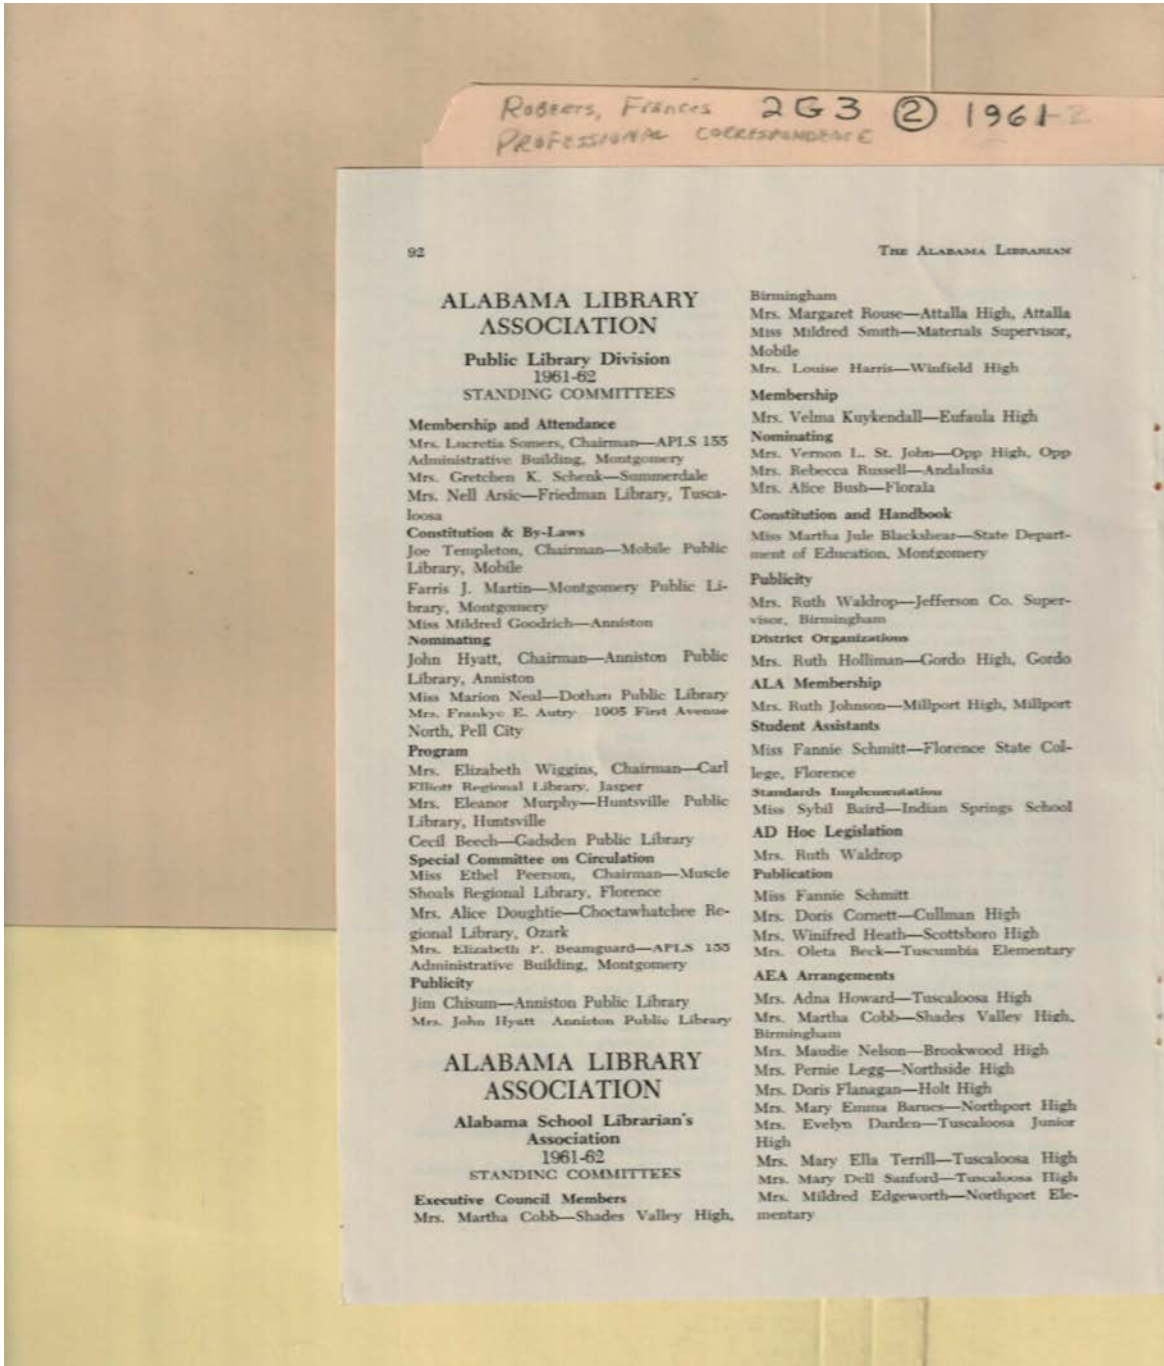 Roberts, Frances 2G3 ② 1961-2
PROFESSIONAL CORRESPONDENCE
92
THE ALABAMA LIBRARIAN
ALABAMA LIBRARY
ASSOCIATION
Public Library Division
1961-62
STANDING COMMITTEES
Membership and Attendance
Mrs. Lucretia Somers, Chairman—APLS 155
Administrative Building, Montgomery
Mrs. Gretchen K. Schenk—Summerdale
Mrs. Nell Arsic—Friedman Library, Tusca-
loosa
Constitution & By-Laws
Joe Templeton, Chairman—Mobile Public
Library, Mobile
Farris J. Martin—Montgomery Public Li-
brary, Montgomery
Miss Mildred Goodrich—Anniston
Nominating
John Hyatt, Chairman—Anniston Public
Library, Anniston
Miss Marion Neal—Dothan Public Library
Mrs. Frankye E. Autry 1905 First Avenue
North, Pell City
Program
Mrs. Elizabeth Wiggins, Chairman—Carl
Elliott Regional Library, Jasper
Mrs. Eleanor Murphy—Huntsville Public
Library, Huntsville
Cecil Beech—Gadsden Public Library
Special Committee on Circulation
Miss Ethel Peerson, Chairman—Muscle
Shoals Regional Library, Florence
Mrs. Alice Doughtie—Choctawhatchee Re-
gional Library, Ozark
Mrs. Elizabeth P. Beamguard—APLS 155
Administrative Building, Montgomery
Publicity
Jim Chisum—Anniston Public Library
Mrs. John Hyatt Anniston Public Library
ALABAMA LIBRARY
ASSOCIATION
Alabama School Librarian's
Association
1961-62
STANDING COMMITTEES
Executive Council Members
Mrs. Martha Cobb—Shades Valley High,
Birmingham
Mrs. Margaret Rouse—Attalla High, Attalla
Miss Mildred Smith—Materials Supervisor,
Mobile
Mrs. Louise Harris—Winfield High
Membership
Mrs. Velma Kuykendall—Eufaula High
Nominating
Mrs. Vernon L. St. John—Opp High, Opp
Mrs. Rebecca Russell—Andalusia
Mrs. Alice Bush—Florala
Constitution and Handbook
Miss Martha Jule Blackshear—State Depart-
ment of Education, Montgomery
Publicity
Mrs. Ruth Waldrop—Jefferson Co. Super-
visor, Birmingham
District Organizations
Mrs. Ruth Holliman—Gordo High, Gordo
ALA Membership
Mrs. Ruth Johnson—Millport High, Millport
Student Assistants
Miss Fannie Schmitt—Florence State Col-
lege, Florence
Standards Implementation
Miss Sybil Baird—Indian Springs School
AD Hoc Legislation
Mrs. Ruth Waldrop
Publication
Miss Fannie Schmitt
Mrs. Doris Cornett—Cullman High
Mrs. Winifred Heath—Scottsboro High
Mrs. Oleta Beck—Tuscumbia Elementary
AEA Arrangements
Mrs. Adna Howard—Tuscaloosa High
Mrs. Martha Cobb—Shades Valley High,
Birmingham
Mrs. Maudie Nelson—Brookwood High
Mrs. Pernie Legg—Northside High
Mrs. Doris Flanagan—Holt High
Mrs. Mary Emma Barnes—Northport High
Mrs. Evelyn Darden—Tuscaloosa Junior
High
Mrs. Mary Ella Terrill—Tuscaloosa High
Mrs. Mary Dell Sanford—Tuscaloosa High
Mrs. Mildred Edgeworth—Northport Ele-
mentary